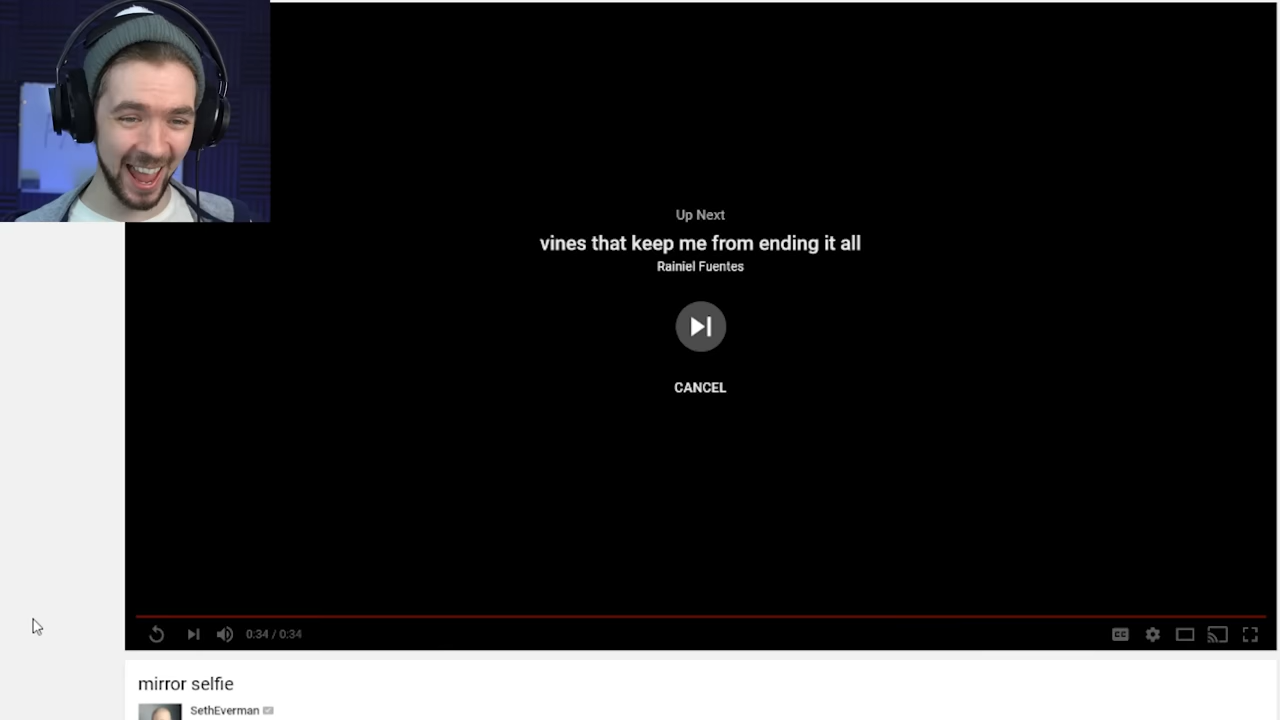 Up Next
vines that keep me from ending it all
Rainiel Fuentes
CANCEL
0:34 / 0:34
CC
mirror selfie
SethEverman